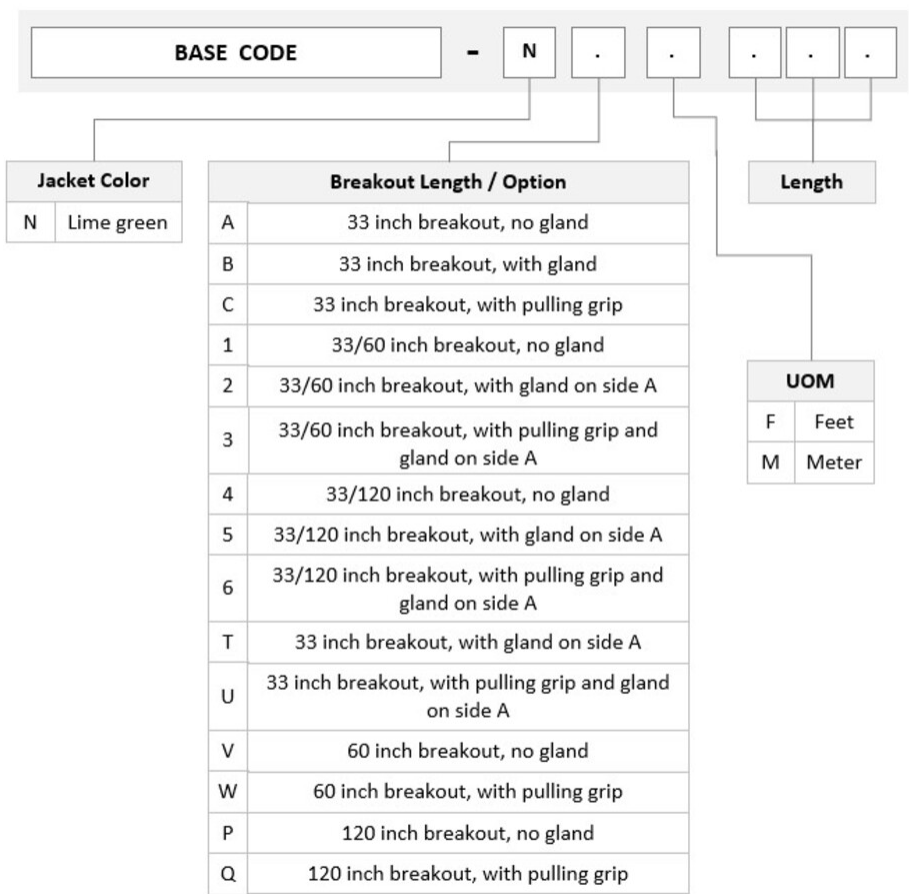 BASE CODE - N . . . . .
Jacket Color
N Lime green
Breakout Length / Option
A 33 inch breakout, no gland
B 33 inch breakout, with gland
C 33 inch breakout, with pulling grip
1 33/60 inch breakout, no gland
2 33/60 inch breakout, with gland on side A
3 33/60 inch breakout, with pulling grip and
gland on side A
4 33/120 inch breakout, no gland
5 33/120 inch breakout, with gland on side A
6 33/120 inch breakout, with pulling grip and
gland on side A
T 33 inch breakout, with gland on side A
U 33 inch breakout, with pulling grip and gland
on side A
V 60 inch breakout, no gland
W 60 inch breakout, with pulling grip
P 120 inch breakout, no gland
Q 120 inch breakout, with pulling grip
Length
UOM
F Feet
M Meter